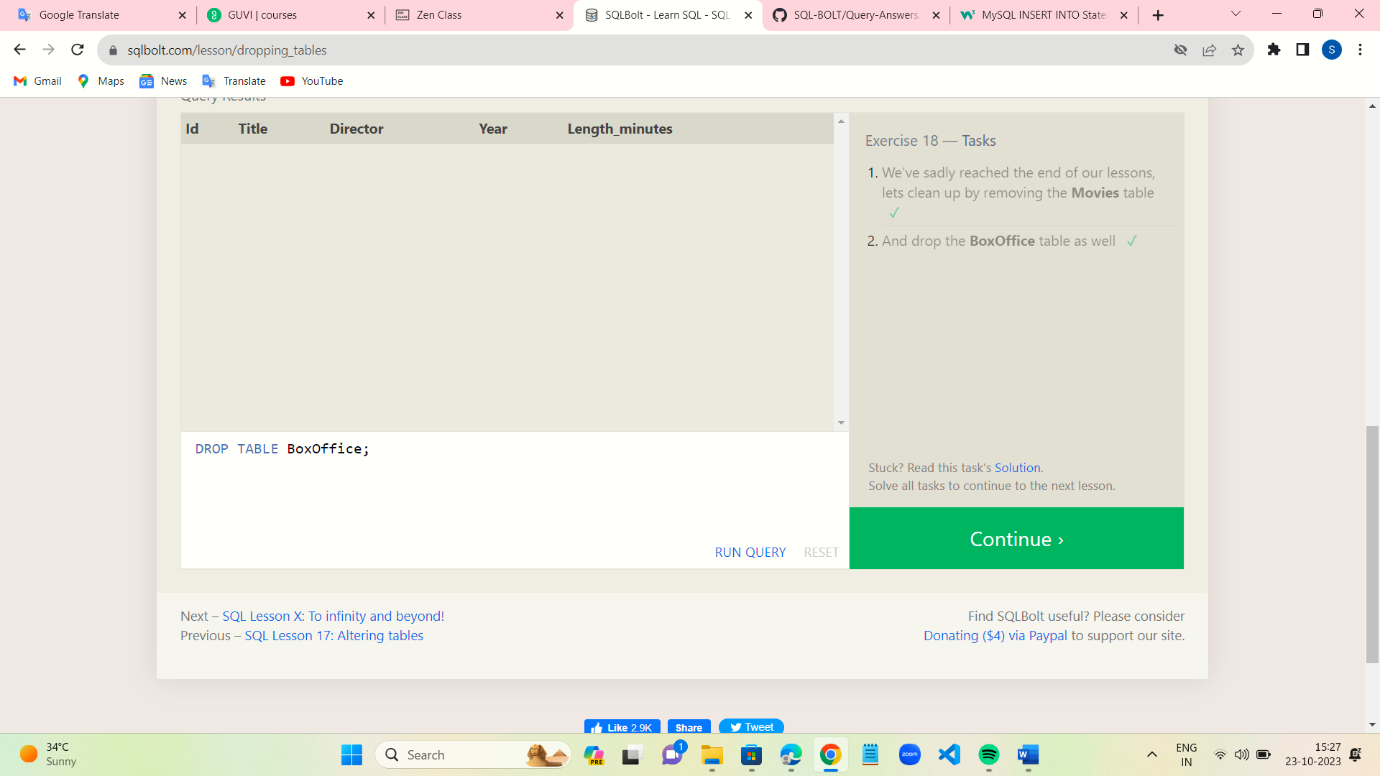 Google Translate
GUVI | courses
Zen Class
SQLBolt - Learn SQL - SQL
SQL-BOLT/Query-Answers.
MySQL INSERT INTO State
sqlbolt.com/lesson/dropping_tables
S
Gmail
Maps
News
Translate
YouTube
Query Results
Id Title Director Year Length_minutes
Exercise 18 — Tasks
1. We've sadly reached the end of our lessons,
lets clean up by removing the Movies table
✓
2. And drop the BoxOffice table as well ✓
DROP TABLE BoxOffice;
Stuck? Read this task's Solution.
Solve all tasks to continue to the next lesson.
RUN QUERY RESET
Continue ›
Next – SQL Lesson X: To infinity and beyond!
Previous – SQL Lesson 17: Altering tables
Find SQLBolt useful? Please consider
Donating ($4) via Paypal to support our site.
Like 2.9K
Share
Tweet
34°C
Sunny
Search
PRE
1
zoom
W
ENG
IN
15:27
23-10-2023